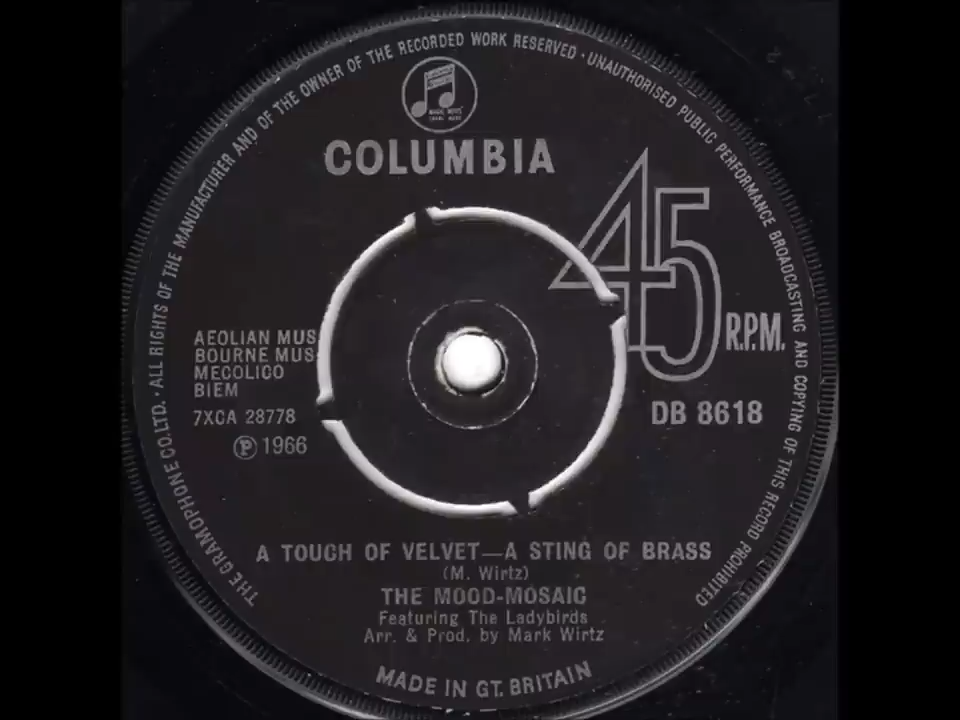 THE GRAMOPHONE CO. LTD. · ALL RIGHTS OF THE MANUFACTURER AND OF THE OWNER OF THE RECORDED WORK RESERVED · UNAUTHORISED PUBLIC PERFORMANCE BROADCASTING AND COPYING OF THIS RECORD PROHIBITED
COLUMBIA
45
R.P.M.
AEOLIAN MUS
BOURNE MUS
MECOLICO
BIEM
7XCA 28778
Ⓟ 1966
DB 8618
A TOUCH OF VELVET—A STING OF BRASS
(M. Wirtz)
THE MOOD-MOSAIC
Featuring The Ladybirds
Arr. & Prod. by Mark Wirtz
MADE IN GT. BRITAIN